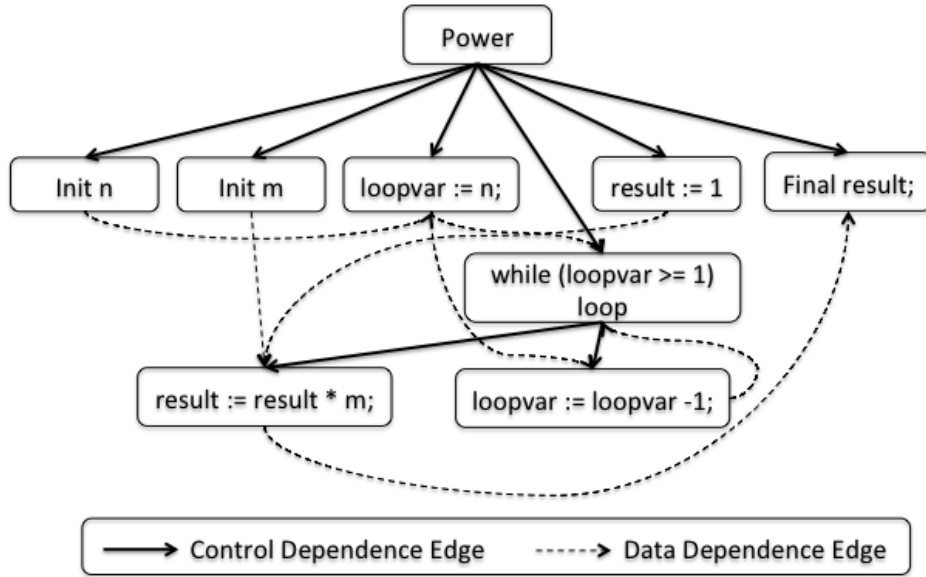 Power
Init n
Init m
loopvar := n;
result := 1
Final result;
while (loopvar >= 1)
loop
result := result * m;
loopvar := loopvar -1;
Control Dependence Edge
Data Dependence Edge